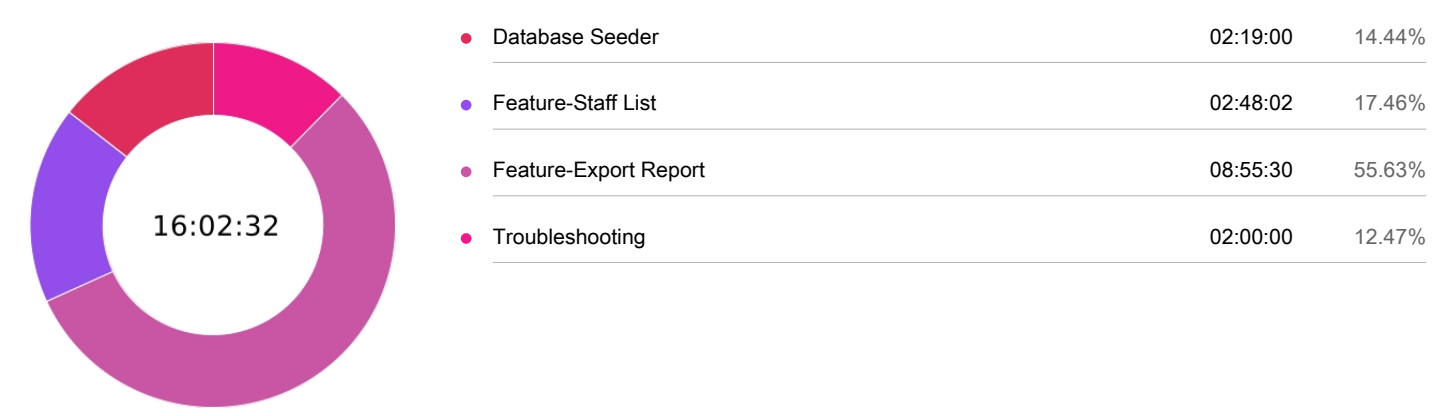 Database Seeder 02:19:00 14.44%
Feature-Staff List 02:48:02 17.46%
Feature-Export Report 08:55:30 55.63%
Troubleshooting 02:00:00 12.47%
16:02:32